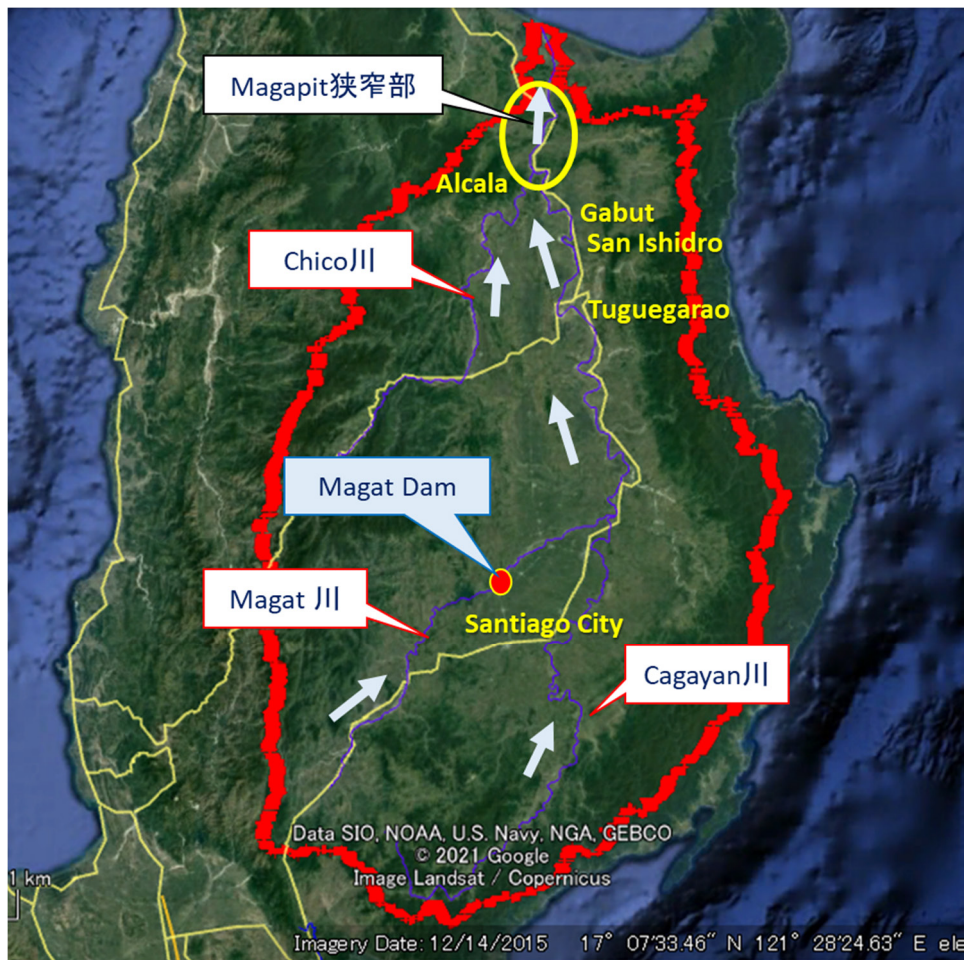 Magapit狭窄部
Alcala
Gabut
San Ishidro
Chico川
Tuguegarao
Magat Dam
Magat 川
Santiago City
Cagayan川
Data SIO, NOAA, U.S. Navy, NGA, GEBCO
© 2021 Google
Image Landsat / Copernicus
1 km
Imagery Date: 12/14/2015 17° 07'33.46" N 121° 28'24.63" E ele